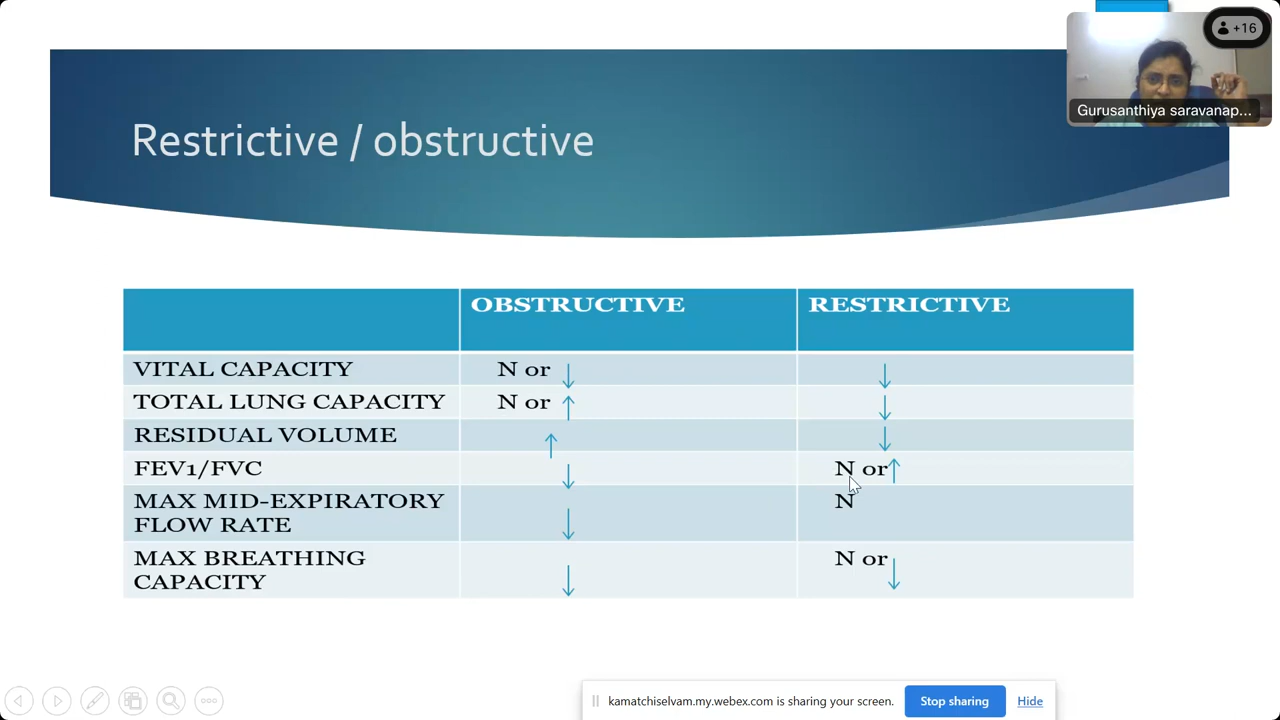 +16
Gurusanthiya saravanap...
Restrictive / obstructive
OBSTRUCTIVE RESTRICTIVE
VITAL CAPACITY N or ↓ ↓
TOTAL LUNG CAPACITY N or ↑ ↓
RESIDUAL VOLUME ↑ ↓
FEV1/FVC ↓ N or ↑
MAX MID-EXPIRATORY
FLOW RATE ↓ N
MAX BREATHING
CAPACITY ↓ N or ↓
kamatchiselvam.my.webex.com is sharing your screen. Stop sharing Hide